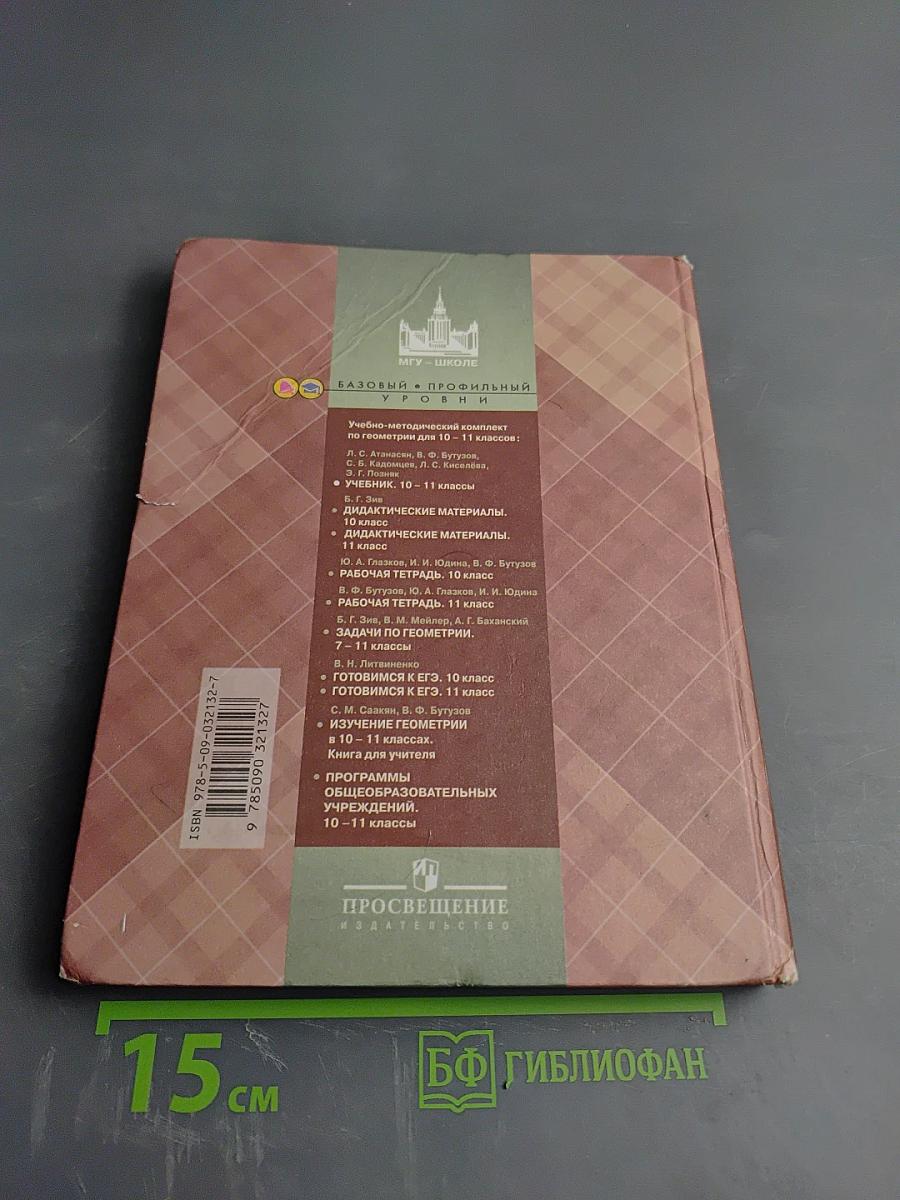 МГУ – ШКОЛЕ
БАЗОВЫЙ • ПРОФИЛЬНЫЙ
УРОВНИ
Учебно-методический комплект
по геометрии для 10 – 11 классов:
Л. С. Атанасян, В. Ф. Бутузов,
С. Б. Кадомцев, Л. С. Киселёва,
Э. Г. Позняк
• УЧЕБНИК. 10 – 11 классы
Б. Г. Зив
• ДИДАКТИЧЕСКИЕ МАТЕРИАЛЫ.
10 класс
• ДИДАКТИЧЕСКИЕ МАТЕРИАЛЫ.
11 класс
Ю. А. Глазков, И. И. Юдина, В. Ф. Бутузов
• РАБОЧАЯ ТЕТРАДЬ. 10 класс
В. Ф. Бутузов, Ю. А. Глазков, И. И. Юдина
• РАБОЧАЯ ТЕТРАДЬ. 11 класс
Б. Г. Зив, В. М. Мейлер, А. Г. Баханский
• ЗАДАЧИ ПО ГЕОМЕТРИИ.
7 – 11 классы
В. Н. Литвиненко
• ГОТОВИМСЯ К ЕГЭ. 10 класс
• ГОТОВИМСЯ К ЕГЭ. 11 класс
С. М. Саакян, В. Ф. Бутузов
• ИЗУЧЕНИЕ ГЕОМЕТРИИ
в 10 – 11 классах.
Книга для учителя
• ПРОГРАММЫ
ОБЩЕОБРАЗОВАТЕЛЬНЫХ
УЧРЕЖДЕНИЙ.
10 – 11 классы
ISBN 978-5-09-032132-7
9 785090 321327
ПРОСВЕЩЕНИЕ
ИЗДАТЕЛЬСТВО
15 см
БФ ГИБЛИОФАН